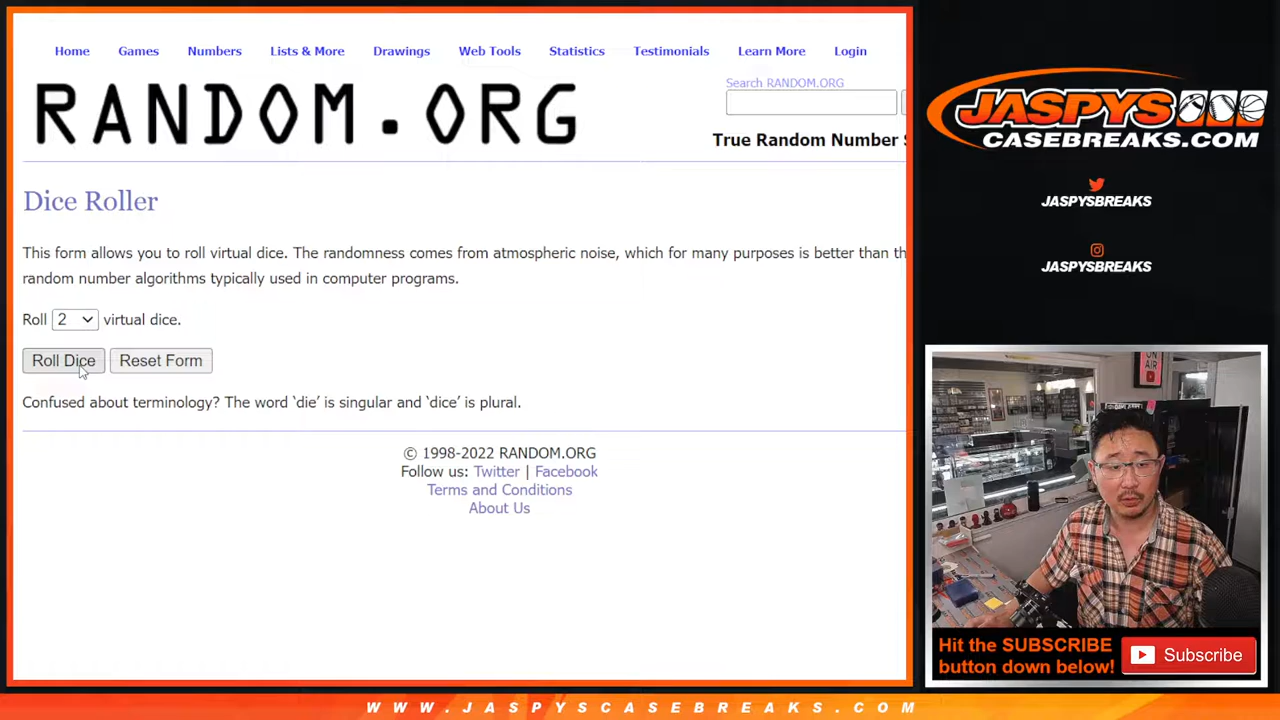 Home Games Numbers Lists & More Drawings Web Tools Statistics Testimonials Learn More Login
RANDOM.ORG
Search RANDOM.ORG
True Random Number S
Dice Roller
This form allows you to roll virtual dice. The randomness comes from atmospheric noise, which for many purposes is better than th
random number algorithms typically used in computer programs.
Roll 2 virtual dice.
Roll Dice Reset Form
Confused about terminology? The word ‘die’ is singular and ‘dice’ is plural.
© 1998-2022 RANDOM.ORG
Follow us: Twitter | Facebook
Terms and Conditions
About Us
JASPYS
CASEBREAKS.COM
JASPYSBREAKS
JASPYSBREAKS
ON
AIR
Hit the SUBSCRIBE
button down below!
Subscribe
WWW.JASPYSCASEBREAKS.COM